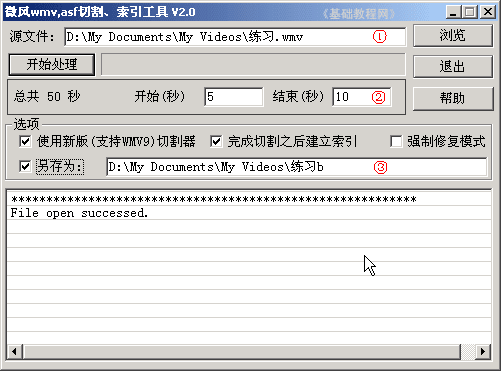 微风wmv,asf切割、索引工具 V2.0 《基础教程网》
源文件: D:\My Documents\My Videos\练习.wmv ① 浏览
开始处理 退出
总共 50 秒 开始(秒) 5 结束(秒) 10 ② 帮助
选项
使用新版(支持WMV9)切割器 完成切割之后建立索引 强制修复模式
另存为: D:\My Documents\My Videos\练习b ③
**********************************************************
File open successed.